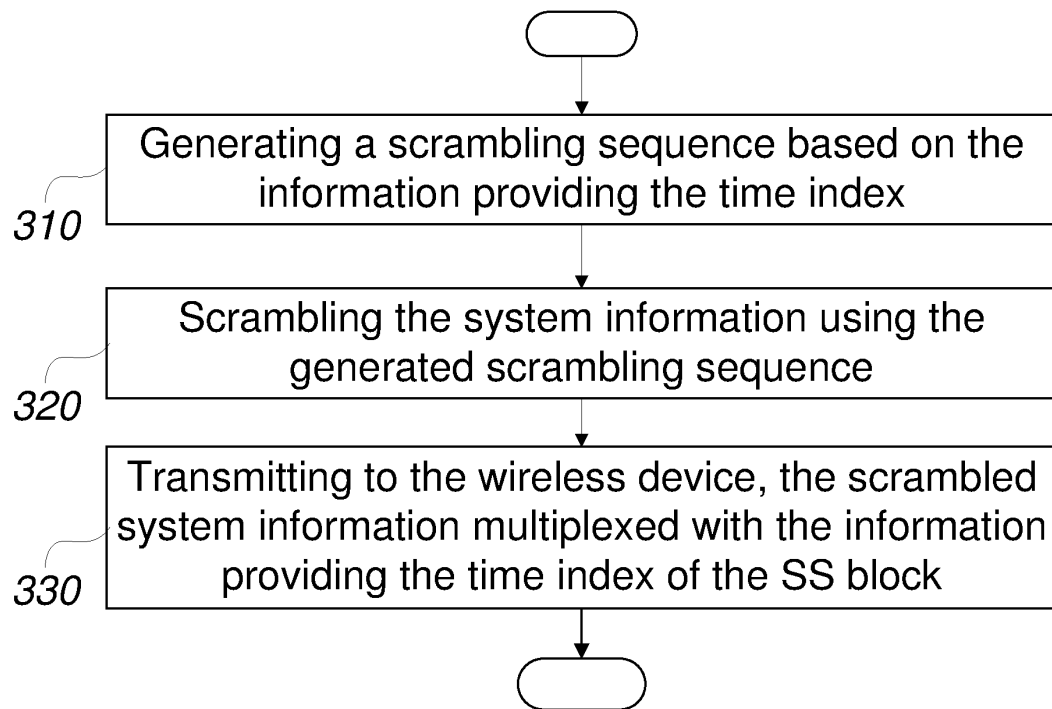 Generating a scrambling sequence based on the
information providing the time index
310
Scrambling the system information using the
generated scrambling sequence
320
Transmitting to the wireless device, the scrambled
system information multiplexed with the information
providing the time index of the SS block
330